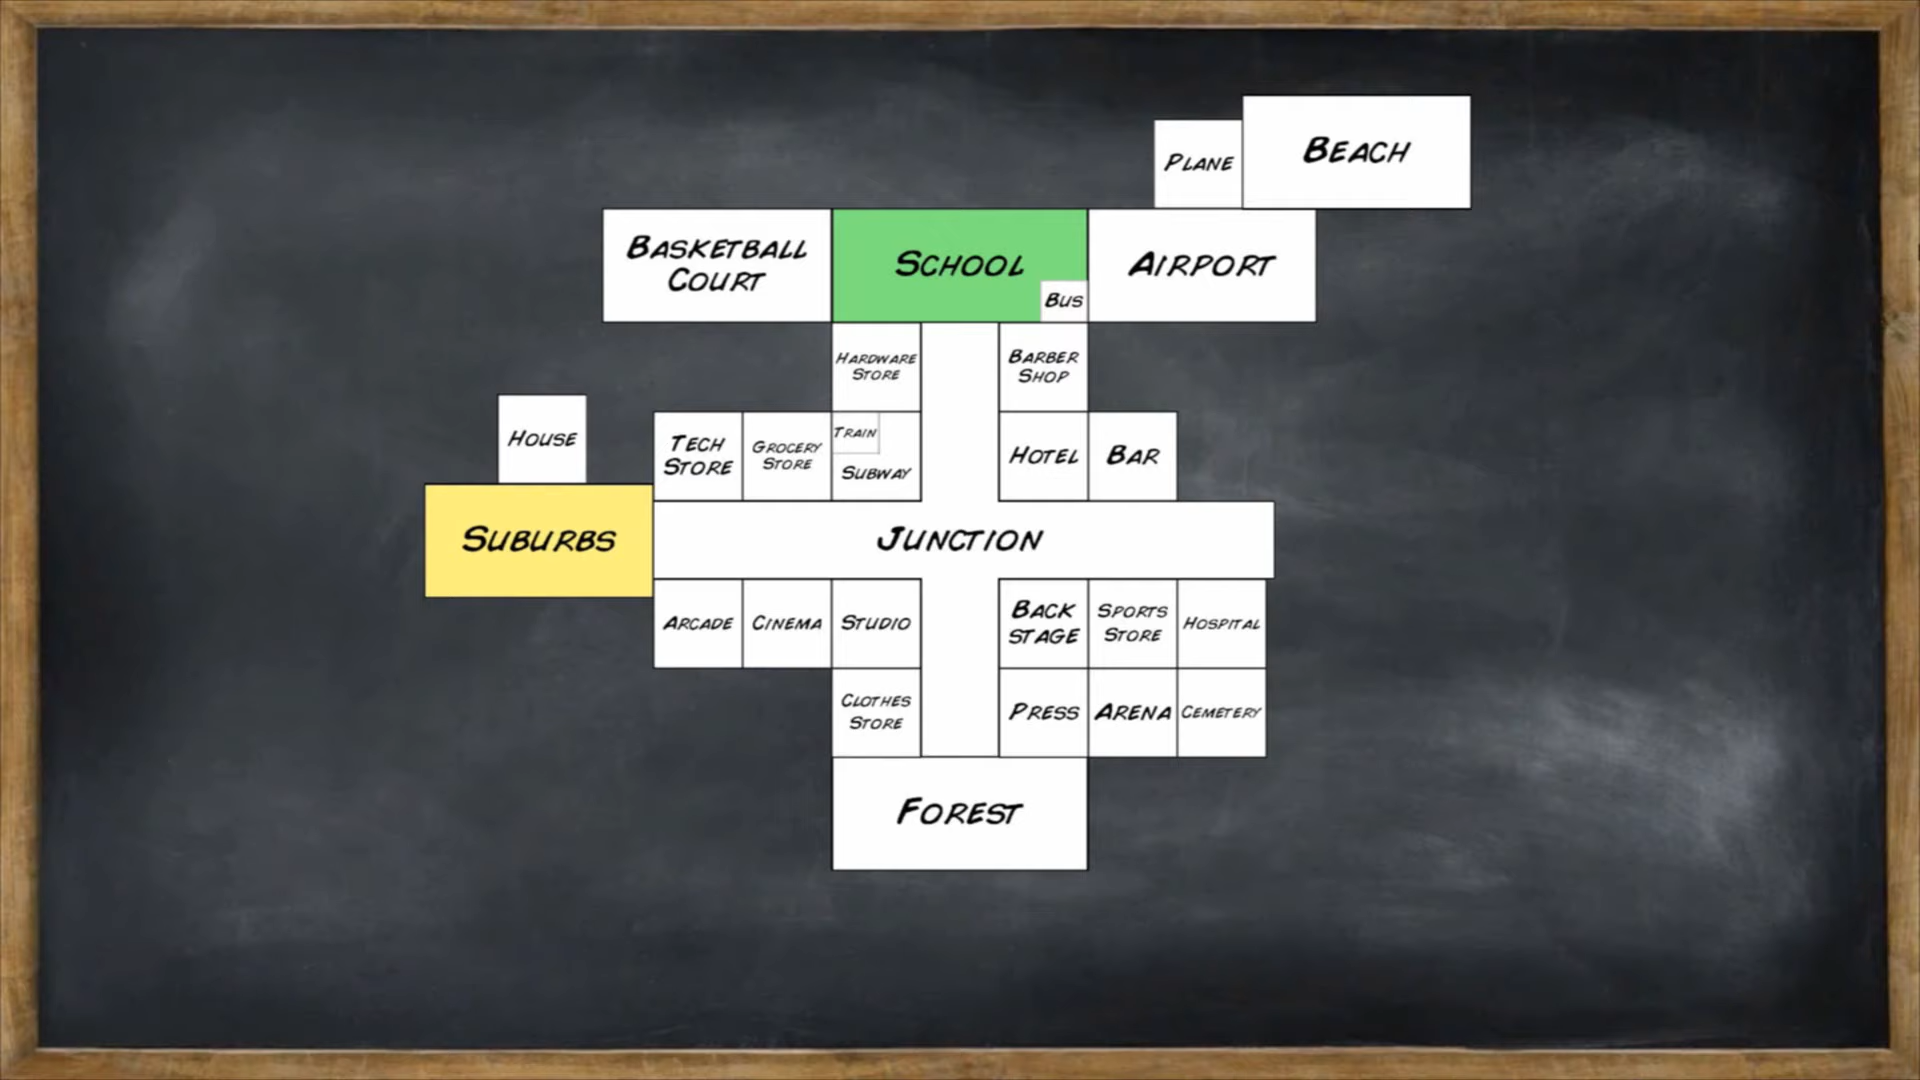 PLANE
BEACH
BASKETBALL
COURT
SCHOOL
BUS
AIRPORT
HARDWARE
STORE
BARBER
SHOP
HOUSE
TECH
STORE
GROCERY
STORE
TRAIN
SUBWAY
HOTEL
BAR
SUBURBS
JUNCTION
ARCADE
CINEMA
STUDIO
BACK
STAGE
SPORTS
STORE
HOSPITAL
CLOTHES
STORE
PRESS
ARENA
CEMETERY
FOREST